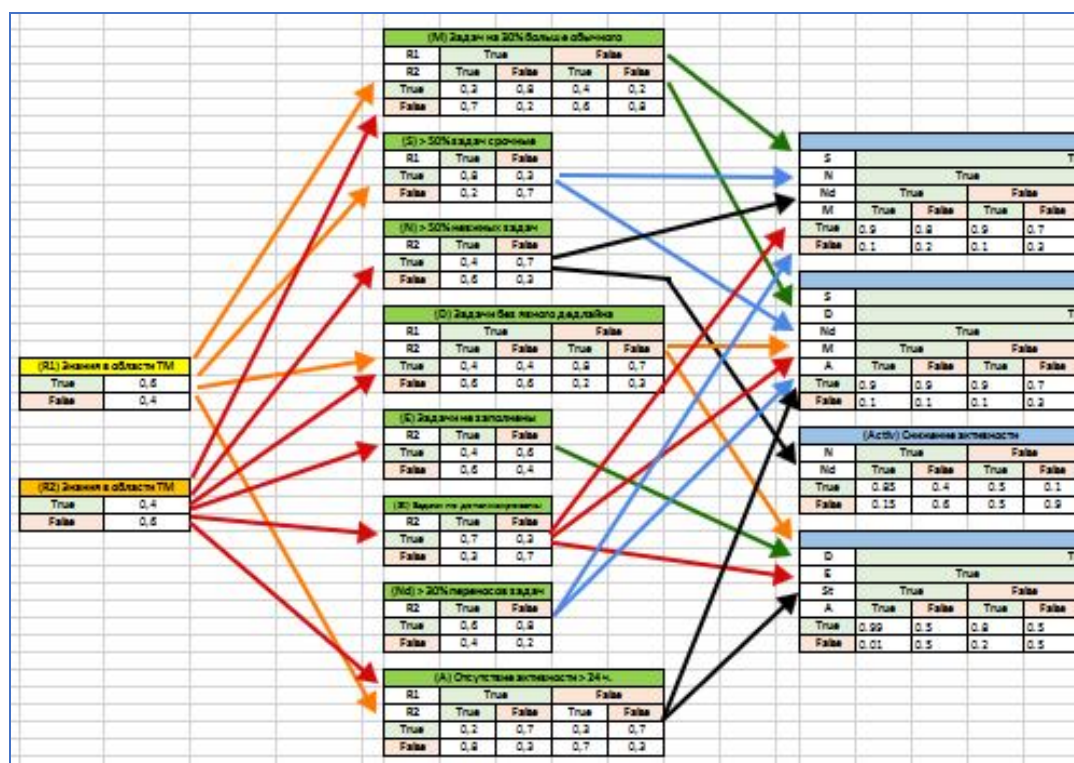 (M) Задач на 30% больше обычного
R1 True False
R2 True False True False
True 0,3 0,8 0,4 0,2
False 0,7 0,2 0,6 0,8
(S) > 50% задач срочные
R1 True False
True 0,8 0,3
False 0,2 0,7
(N) > 50% неважных задач
R2 True False
True 0,4 0,7
False 0,6 0,3
(D) Задачи без явного дедлайна
R1 True False
R2 True False True False
True 0,4 0,4 0,8 0,7
False 0,6 0,6 0,2 0,3
(E) Задачи не заполнены
R2 True False
True 0,4 0,6
False 0,6 0,4
Задачи не детализированы
R2 True False
True 0,7 0,3
False 0,3 0,7
(Nd) > 30% переносов задач
R2 True False
True 0,6 0,8
False 0,4 0,2
(A) Отсутствие активности > 24 ч.
R1 True False
R2 True False True False
True 0,2 0,7 0,3 0,7
False 0,8 0,3 0,7 0,3
(R1) Знания в области ТМ
True 0,6
False 0,4
(R2) Знания в области ТМ
True 0,4
False 0,6
S T
N True
Nd True False
M True False True False
True 0.9 0.8 0.9 0.7
False 0.1 0.2 0.1 0.3
S
D T
Nd True
M True False
A True False True False
True 0.9 0.9 0.9 0.7
False 0.1 0.1 0.1 0.3
(Activ) Снижение активности
N True False
Nd True False True False
True 0.85 0.4 0.5 0.1
False 0.15 0.6 0.5 0.9
D T
E True
St True False
A True False True False
True 0.99 0.5 0.8 0.5
False 0.01 0.5 0.2 0.5